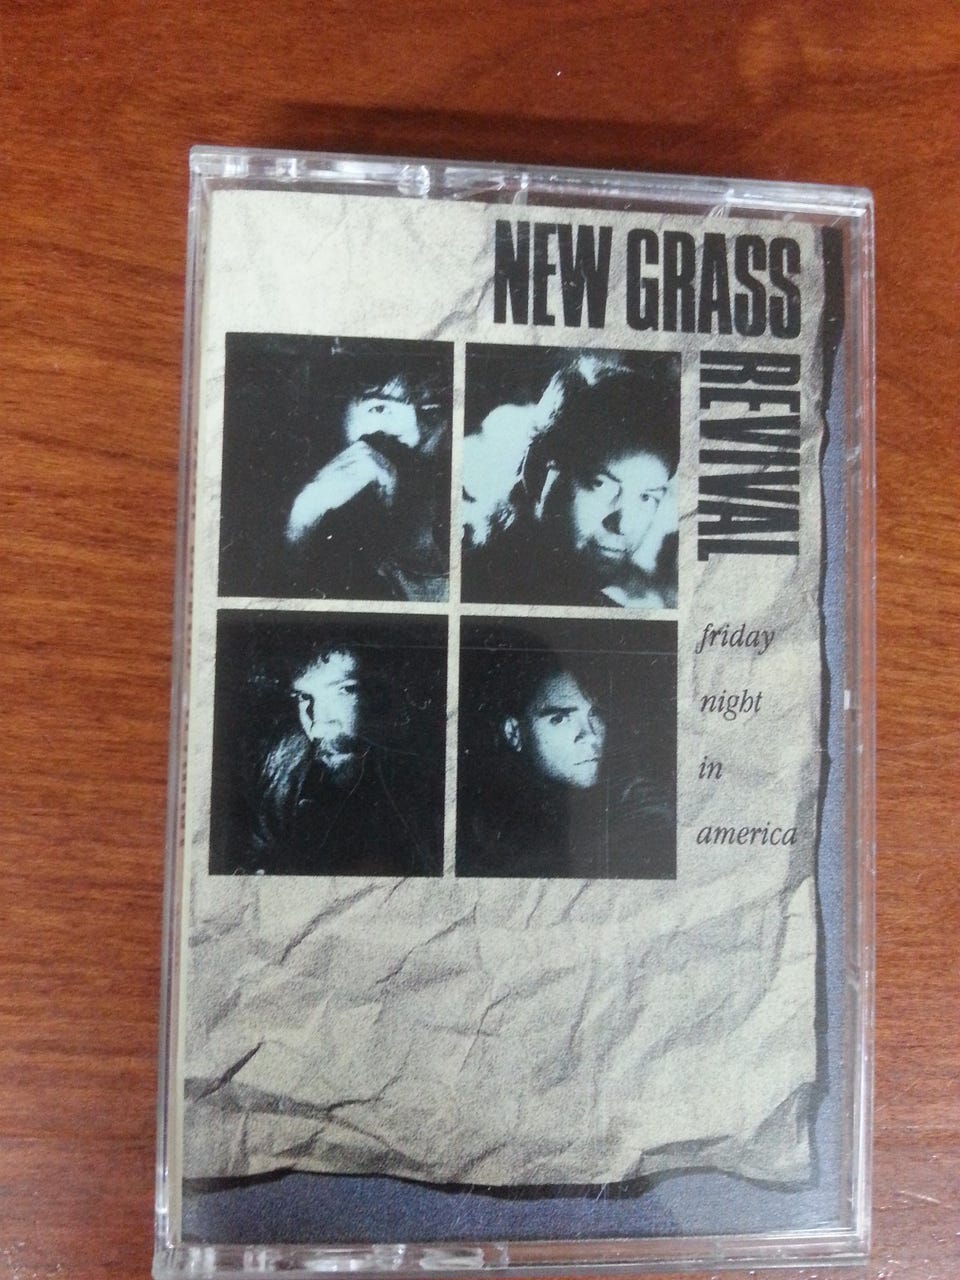 NEW GRASS
REVIVAL
friday
night
in
america